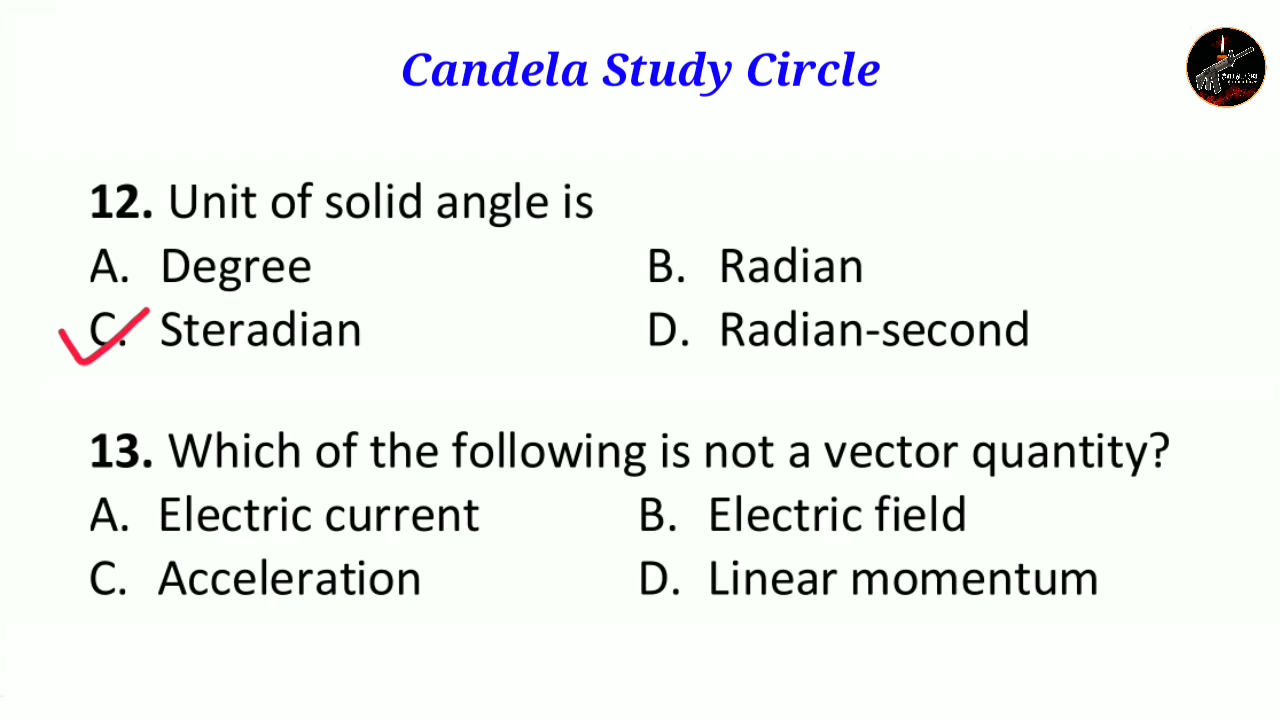 Candela Study Circle
12. Unit of solid angle is
A. Degree B. Radian
C. Steradian D. Radian-second
13. Which of the following is not a vector quantity?
A. Electric current B. Electric field
C. Acceleration D. Linear momentum